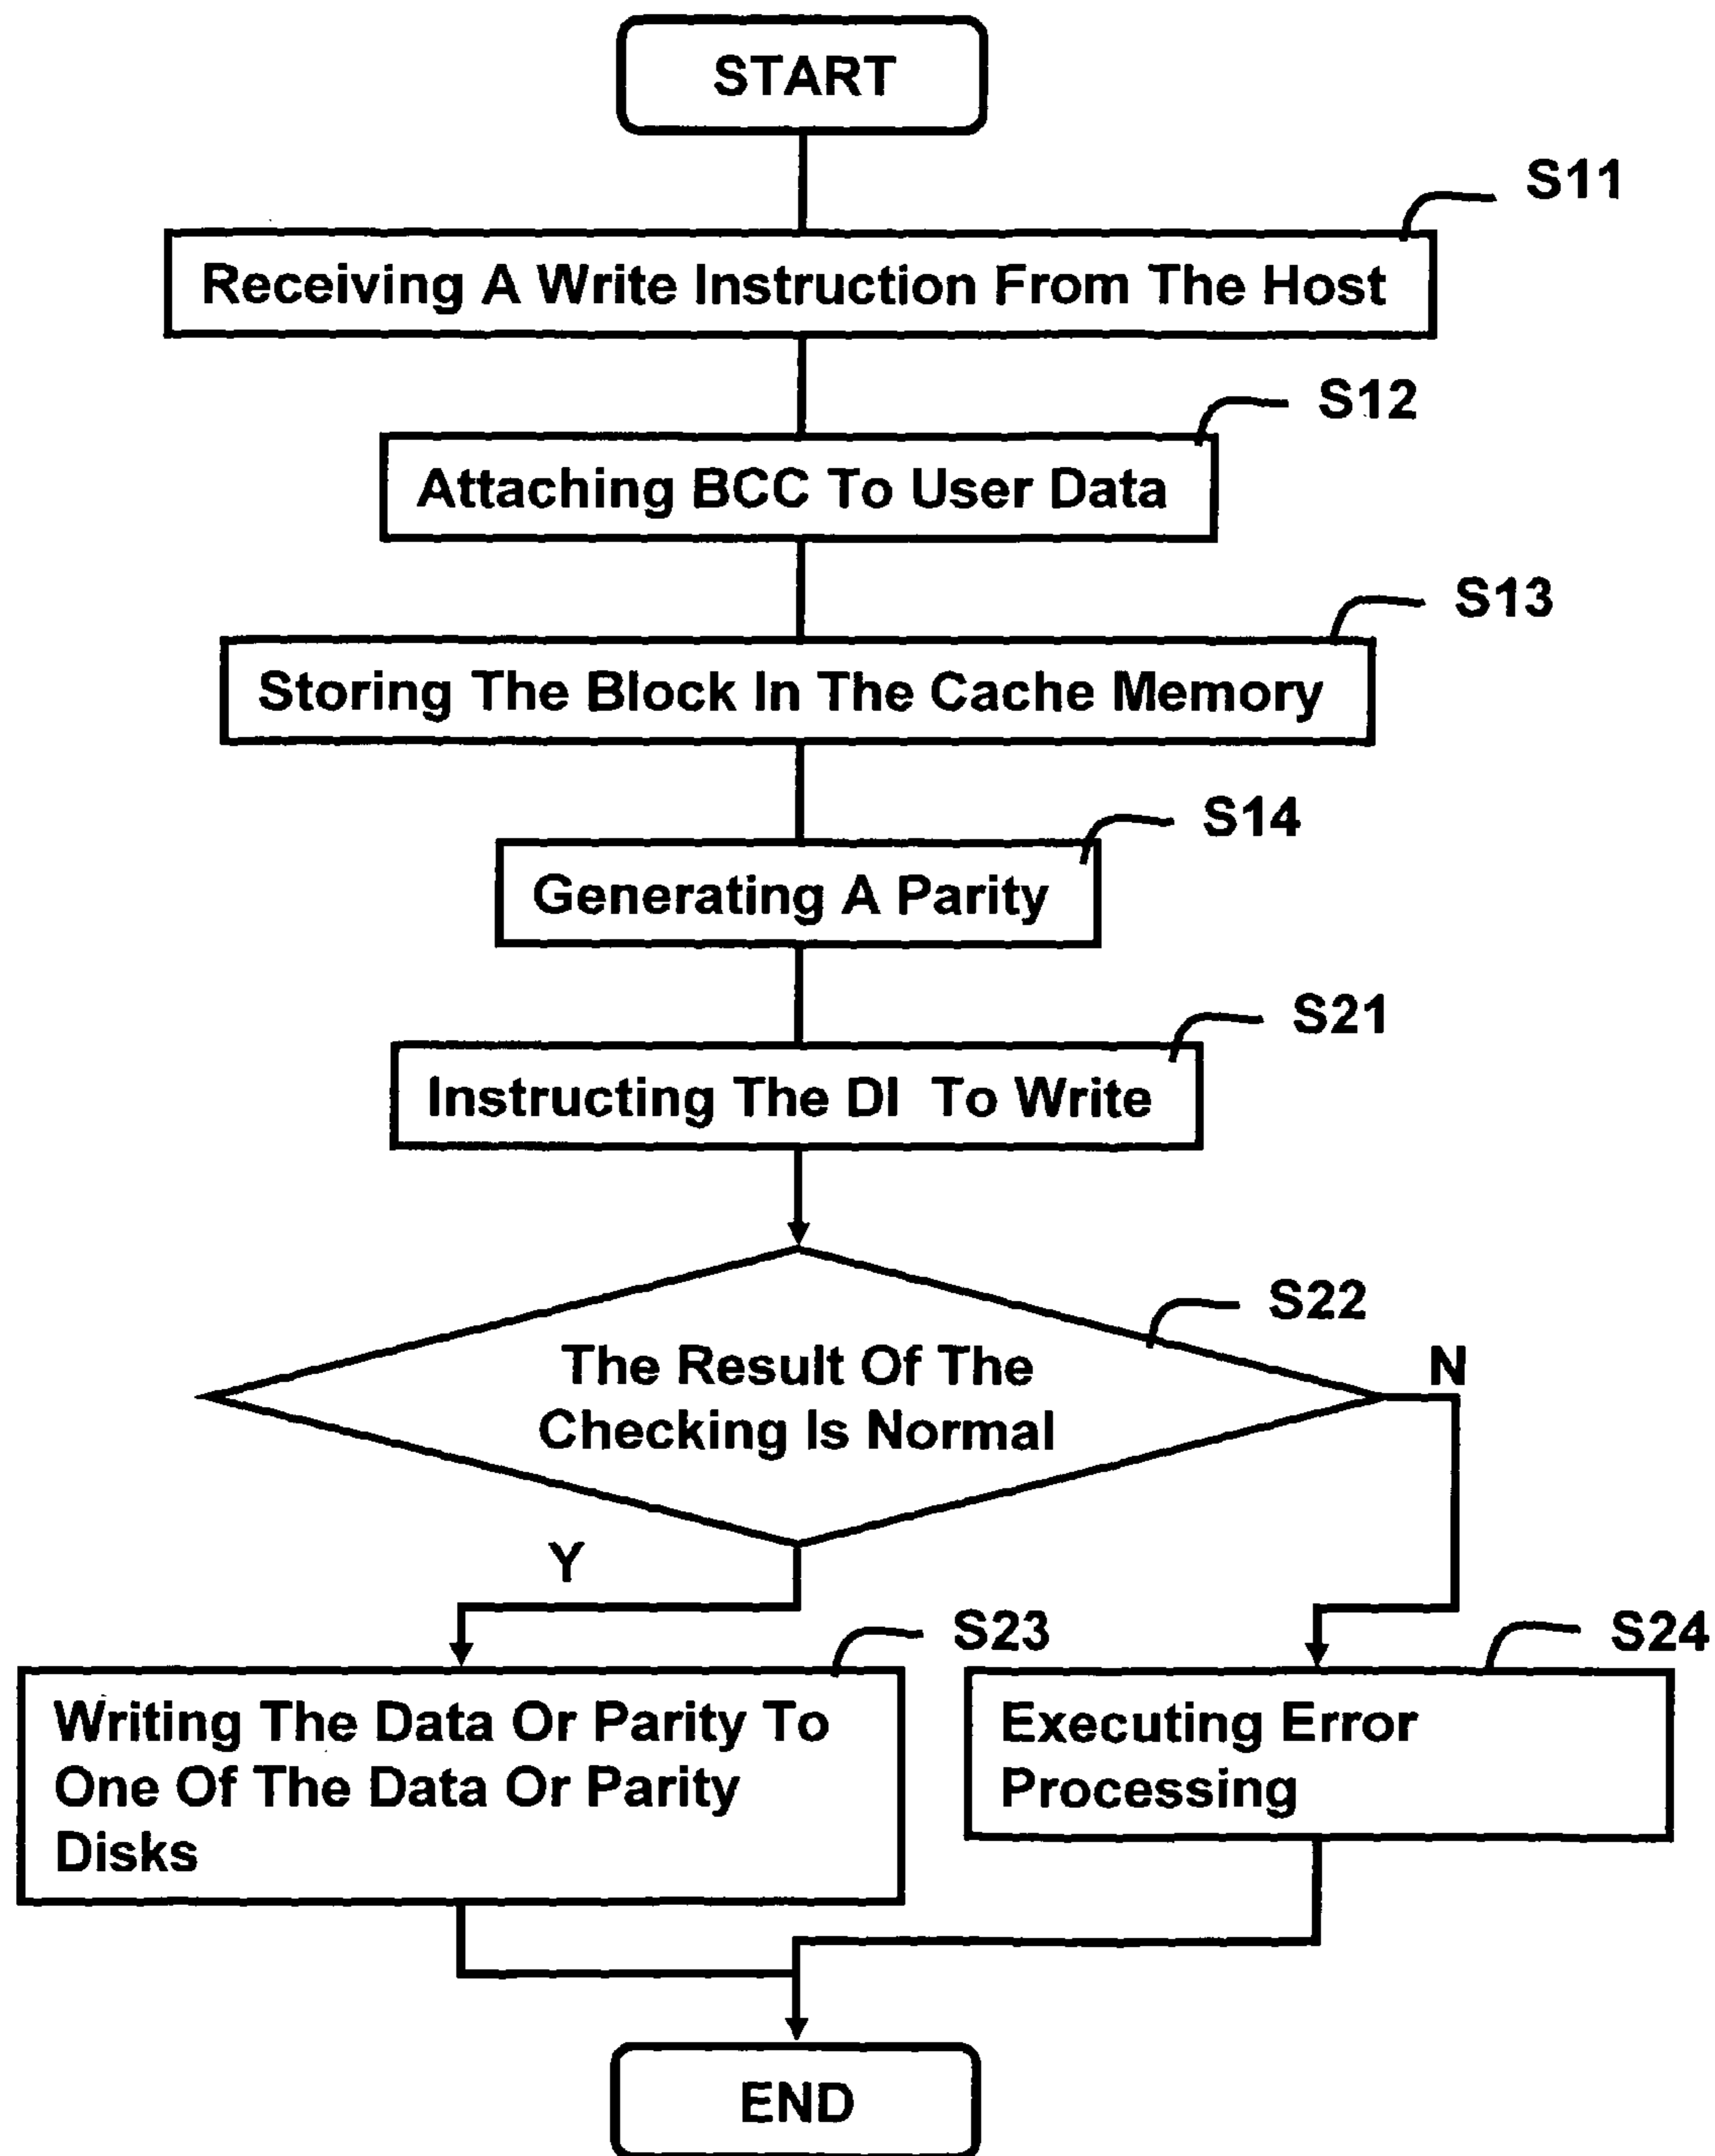 START
S11
Receiving A Write Instruction From The Host
S12
Attaching BCC To User Data
S13
Storing The Block In The Cache Memory
S14
Generating A Parity
S21
Instructing The DI To Write
S22
The Result Of The
Checking Is Normal
N
Y
S23
Writing The Data Or Parity To
One Of The Data Or Parity
Disks
S24
Executing Error
Processing
END